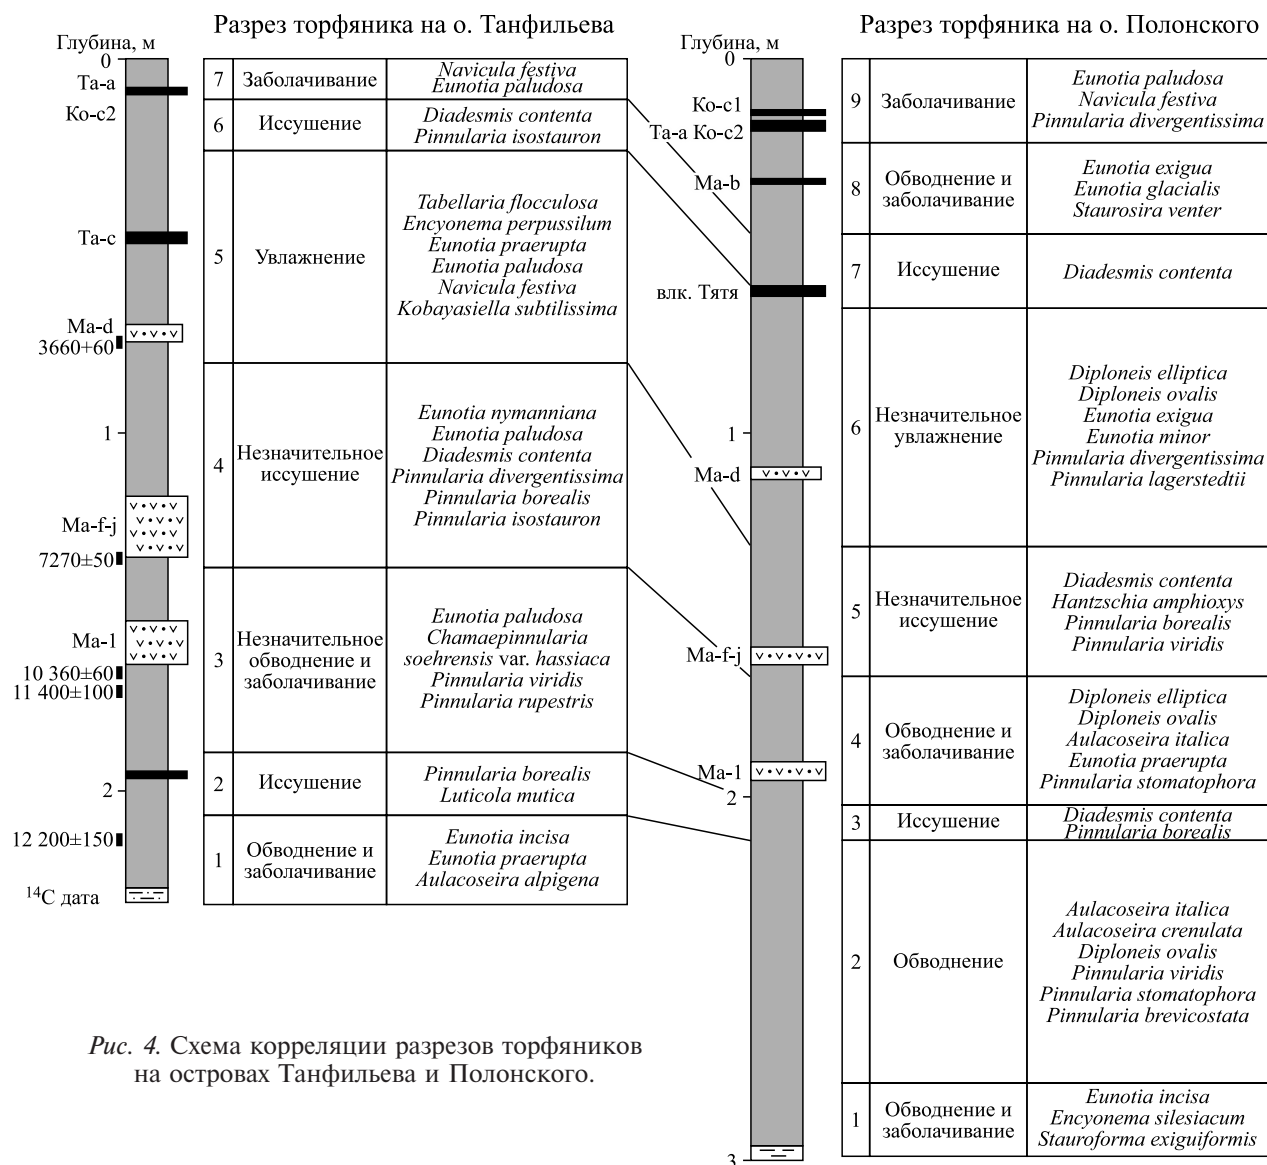 Разрез торфяника на о. Танфильева
Глубина, м
0
Ta-a
Ko-c2
Ta-c
Ma-d
3660±60
1
Ma-f-j
7270±50
Ma-1
10 360±60
11 400±100
2
12 200±150
14C дата
7
Заболачивание
Navicula festiva
Eunotia paludosa
6
Иссушение
Diadesmis contenta
Pinnularia isostauron
5
Увлажнение
Tabellaria flocculosa
Encyonema perpussilum
Eunotia praerupta
Eunotia paludosa
Navicula festiva
Kobayasiella subtilissima
4
Незначительное
иссушение
Eunotia nymanniana
Eunotia paludosa
Diadesmis contenta
Pinnularia divergentissima
Pinnularia borealis
Pinnularia isostauron
3
Незначительное
обводнение и
заболачивание
Eunotia paludosa
Chamaepinnularia
soehrensis var. hassiaca
Pinnularia viridis
Pinnularia rupestris
2
Иссушение
Pinnularia borealis
Luticola mutica
1
Обводнение и
заболачивание
Eunotia incisa
Eunotia praerupta
Aulacoseira alpigena
Разрез торфяника на о. Полонского
Глубина, м
0
Ko-c1
Ta-a Ko-c2
Ma-b
влк. Тятя
1
Ma-d
Ma-f-j
Ma-1
2
3
9
Заболачивание
Eunotia paludosa
Navicula festiva
Pinnularia divergentissima
8
Обводнение и
заболачивание
Eunotia exigua
Eunotia glacialis
Staurosira venter
7
Иссушение
Diadesmis contenta
6
Незначительное
увлажнение
Diploneis elliptica
Diploneis ovalis
Eunotia exigua
Eunotia minor
Pinnularia divergentissima
Pinnularia lagerstedtii
5
Незначительное
иссушение
Diadesmis contenta
Hantzschia amphioxys
Pinnularia borealis
Pinnularia viridis
4
Обводнение и
заболачивание
Diploneis elliptica
Diploneis ovalis
Aulacoseira italica
Eunotia praerupta
Pinnularia stomatophora
3
Иссушение
Diadesmis contenta
Pinnularia borealis
2
Обводнение
Aulacoseira italica
Aulacoseira crenulata
Diploneis ovalis
Pinnularia viridis
Pinnularia stomatophora
Pinnularia brevicostata
1
Обводнение и
заболачивание
Eunotia incisa
Encyonema silesiacum
Stauroforma exiguiformis
Рис. 4. Схема корреляции разрезов торфяников
на островах Танфильева и Полонского.